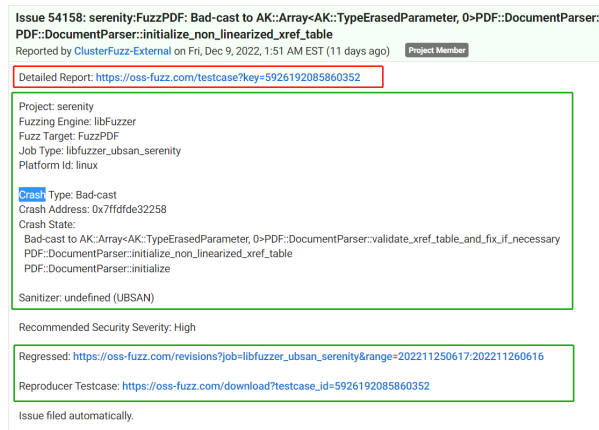 Issue 54158: serenity:FuzzPDF: Bad-cast to AK::Array<AK::TypeErasedParameter, 0>PDF::DocumentParser:
PDF::DocumentParser::initialize_non_linearized_xref_table
Reported by ClusterFuzz-External on Fri, Dec 9, 2022, 1:51 AM EST (11 days ago) Project Member
Detailed Report: https://oss-fuzz.com/testcase?key=5926192085860352
Project: serenity
Fuzzing Engine: libFuzzer
Fuzz Target: FuzzPDF
Job Type: libfuzzer_ubsan_serenity
Platform Id: linux
Crash Type: Bad-cast
Crash Address: 0x7ffdfde32258
Crash State:
Bad-cast to AK::Array<AK::TypeErasedParameter, 0>PDF::DocumentParser::validate_xref_table_and_fix_if_necessary
PDF::DocumentParser::initialize_non_linearized_xref_table
PDF::DocumentParser::initialize
Sanitizer: undefined (UBSAN)
Recommended Security Severity: High
Regressed: https://oss-fuzz.com/revisions?job=libfuzzer_ubsan_serenity&range=202211250617:202211260616
Reproducer Testcase: https://oss-fuzz.com/download?testcase_id=5926192085860352
Issue filed automatically.